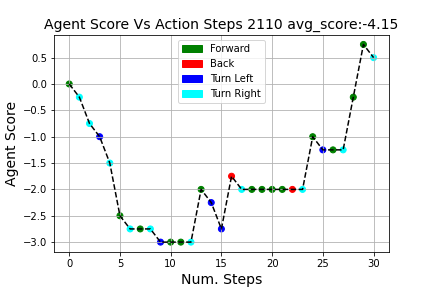 Agent Score Vs Action Steps 2110 avg_score:-4.15
Forward
Back
Turn Left
Turn Right
0.5
0.0
−0.5
−1.0
−1.5
−2.0
−2.5
−3.0
Agent Score
0 5 10 15 20 25 30
Num. Steps